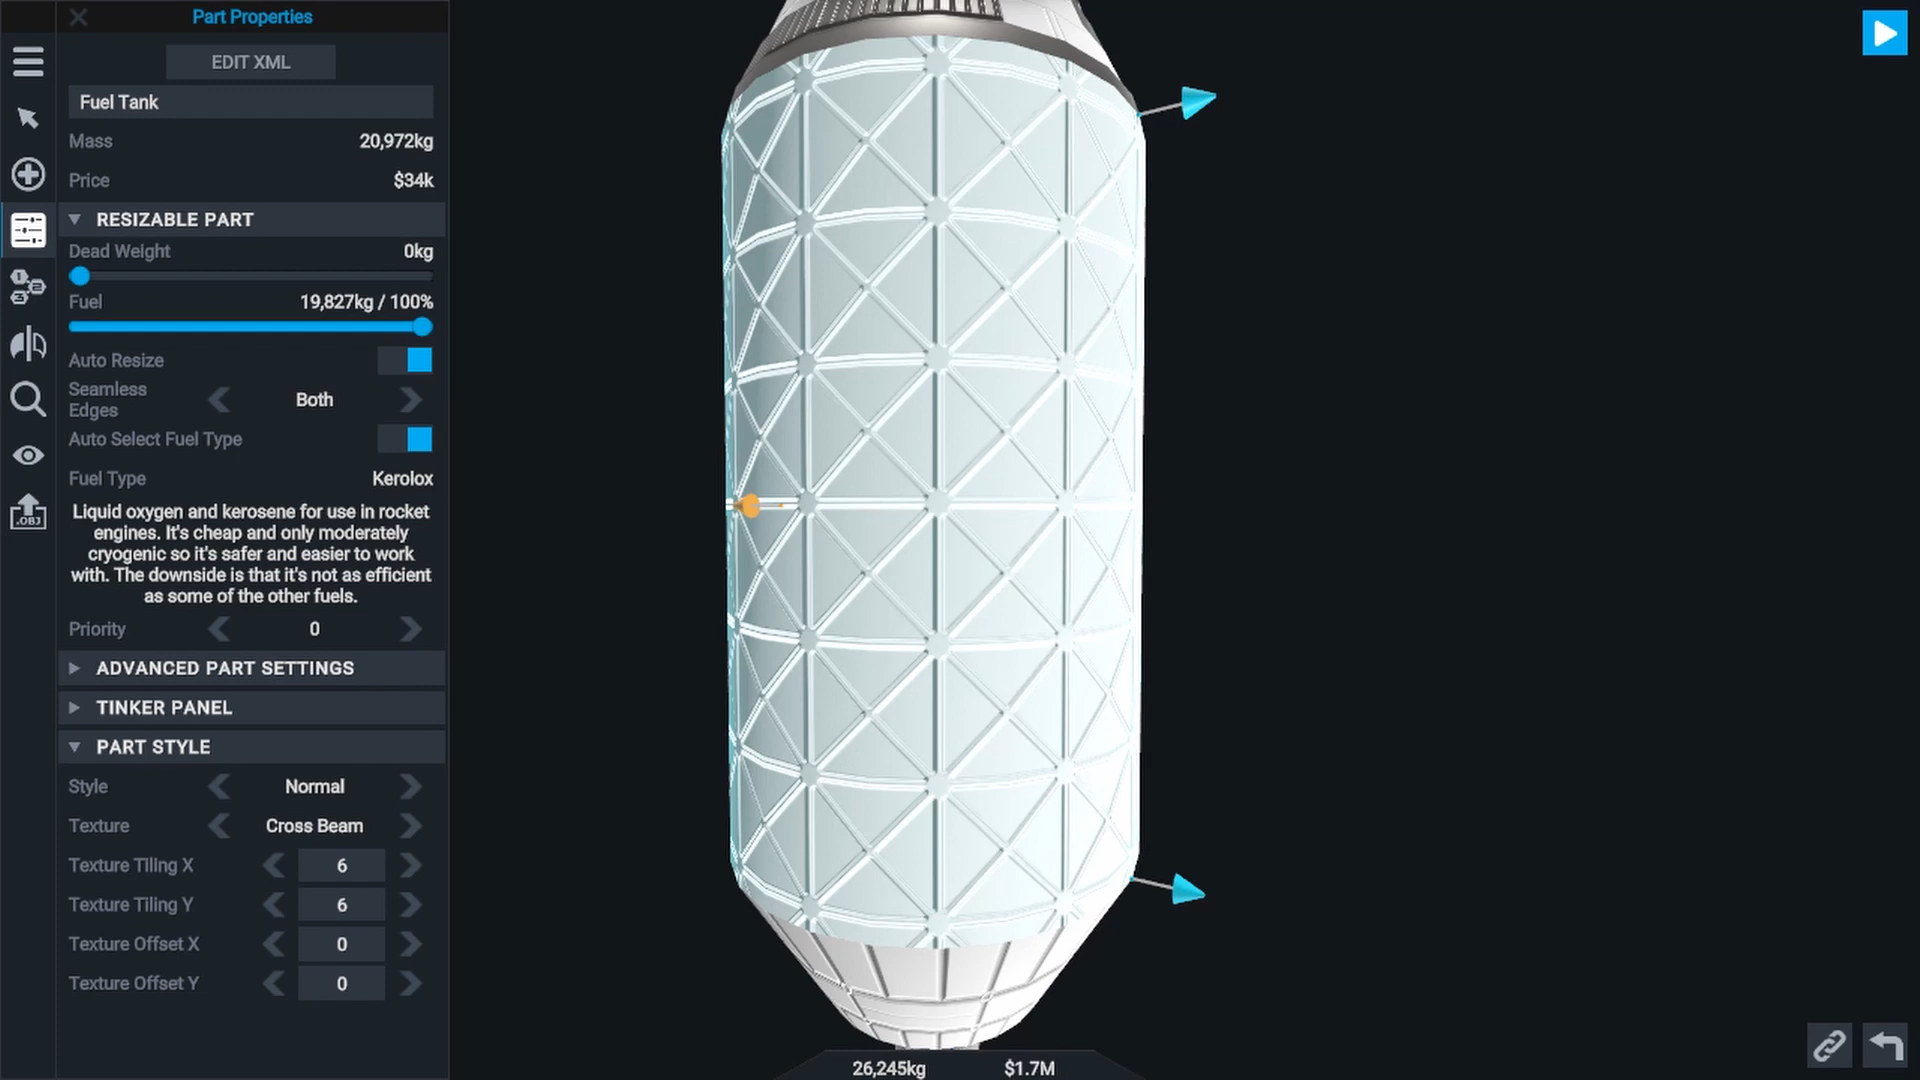 Part Properties
EDIT XML
Fuel Tank
Mass 20,972kg
Price $34k
RESIZABLE PART
Dead Weight 0kg
Fuel 19,827kg / 100%
Auto Resize
Seamless Edges Both
Auto Select Fuel Type
Fuel Type Kerolox
Liquid oxygen and kerosene for use in rocket
engines. It's cheap and only moderately
cryogenic so it's safer and easier to work
with. The downside is that it's not as efficient
as some of the other fuels.
Priority 0
ADVANCED PART SETTINGS
TINKER PANEL
PART STYLE
Style Normal
Texture Cross Beam
Texture Tiling X 6
Texture Tiling Y 6
Texture Offset X 0
Texture Offset Y 0
.OBJ
26,245kg $1.7M